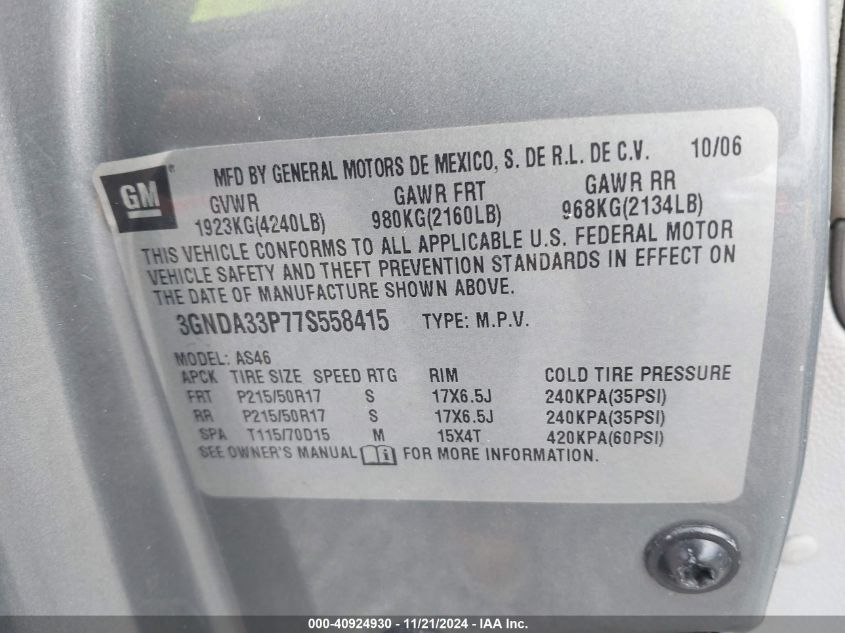 GM
MFD BY GENERAL MOTORS DE MEXICO, S. DE R.L. DE C.V. 10/06
GVWR GAWR FRT GAWR RR
1923KG(4240LB) 980KG(2160LB) 968KG(2134LB)
THIS VEHICLE CONFORMS TO ALL APPLICABLE U.S. FEDERAL MOTOR
VEHICLE SAFETY AND THEFT PREVENTION STANDARDS IN EFFECT ON
THE DATE OF MANUFACTURE SHOWN ABOVE.
3GNDA33P77S558415 TYPE: M.P.V.
MODEL: AS46
APCK TIRE SIZE SPEED RTG RIM COLD TIRE PRESSURE
FRT P215/50R17 S 17X6.5J 240KPA(35PSI)
RR P215/50R17 S 17X6.5J 240KPA(35PSI)
SPA T115/70D15 M 15X4T 420KPA(60PSI)
SEE OWNER'S MANUAL i FOR MORE INFORMATION.
000-40924930 - 11/21/2024 - IAA Inc.